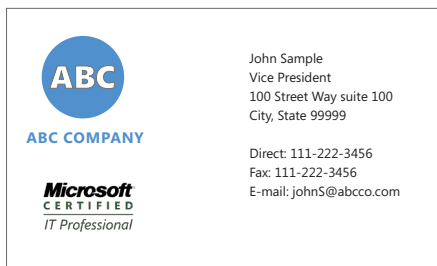 ABC
ABC COMPANY
Microsoft
CERTIFIED
IT Professional
John Sample
Vice President
100 Street Way suite 100
City, State 99999
Direct: 111-222-3456
Fax: 111-222-3456
E-mail: johnS@abcco.com